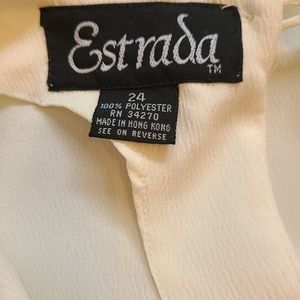 Estrada
TM
24
100% POLYESTER
RN 34270
MADE IN HONG KONG
SEE ON REVERSE